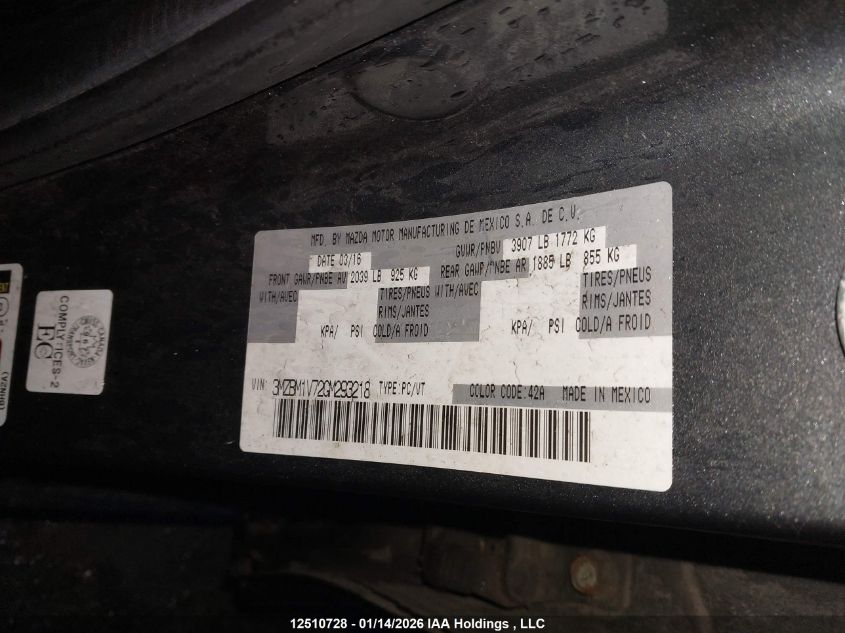 MFD. BY MAZDA MOTOR MANUFACTURING DE MEXICO S.A. DE C.V.
DATE 03/16 GVWR/PNBV 3907 LB 1772 KG
FRONT GAWR/PNBE AV 2039 LB 925 KG REAR GAWR/PNBE AR 1885 LB 855 KG
WITH/AVEC TIRES/PNEUS WITH/AVEC TIRES/PNEUS
RIMS/JANTES RIMS/JANTES
KPA/ PSI COLD/A FROID KPA/ PSI COLD/A FROID
VIN: 3MZBM1V72GM293218 TYPE:PC/VT COLOR CODE:42A MADE IN MEXICO
COMPLY:ICES-2
EC
CANADA
(V2NHB)
12510728 - 01/14/2026 IAA Holdings , LLC